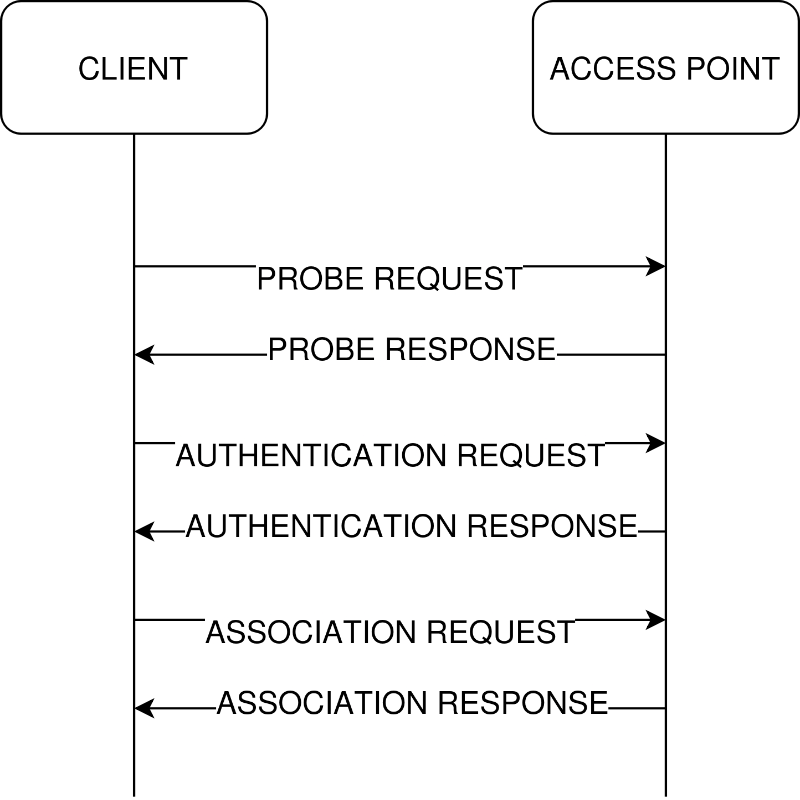 CLIENT
ACCESS POINT
PROBE REQUEST
PROBE RESPONSE
AUTHENTICATION REQUEST
AUTHENTICATION RESPONSE
ASSOCIATION REQUEST
ASSOCIATION RESPONSE